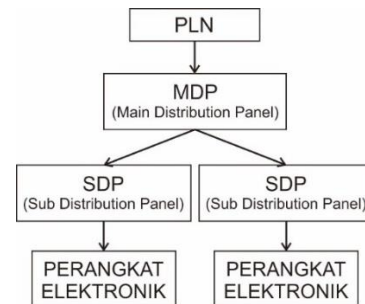 PLN
MDP
(Main Distribution Panel)
SDP
(Sub Distribution Panel)
SDP
(Sub Distribution Panel)
PERANGKAT
ELEKTRONIK
PERANGKAT
ELEKTRONIK